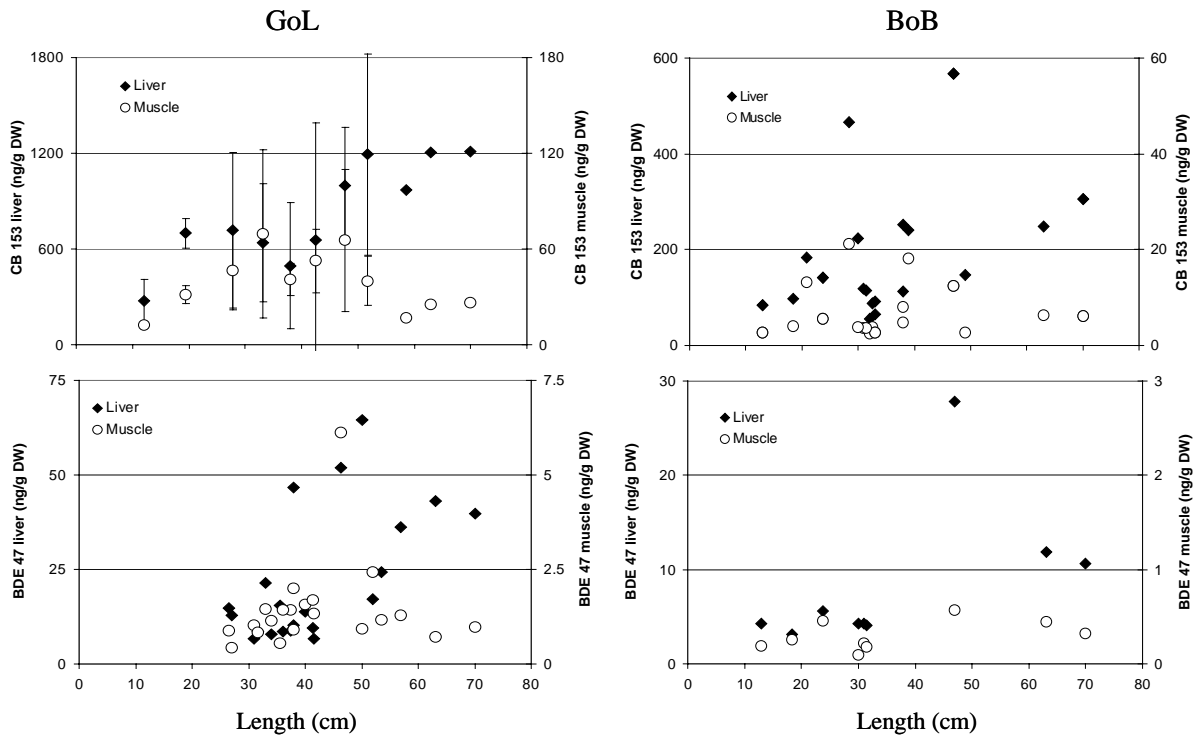 GoL
BoB
1800
1200
600
0
CB 153 liver (ng/g DW)
Liver
Muscle
180
120
60
0
CB 153 muscle (ng/g DW)
600
400
200
0
CB 153 liver (ng/g DW)
Liver
Muscle
60
40
20
0
CB 153 muscle (ng/g DW)
75
50
25
0
BDE 47 liver (ng/g DW)
Liver
Muscle
7.5
5
2.5
0
BDE 47 muscle (ng/g DW)
0 10 20 30 40 50 60 70 80
Length (cm)
30
20
10
0
BDE 47 liver (ng/g DW)
Liver
Muscle
3
2
1
0
BDE 47 muscle (ng/g DW)
0 10 20 30 40 50 60 70 80
Length (cm)